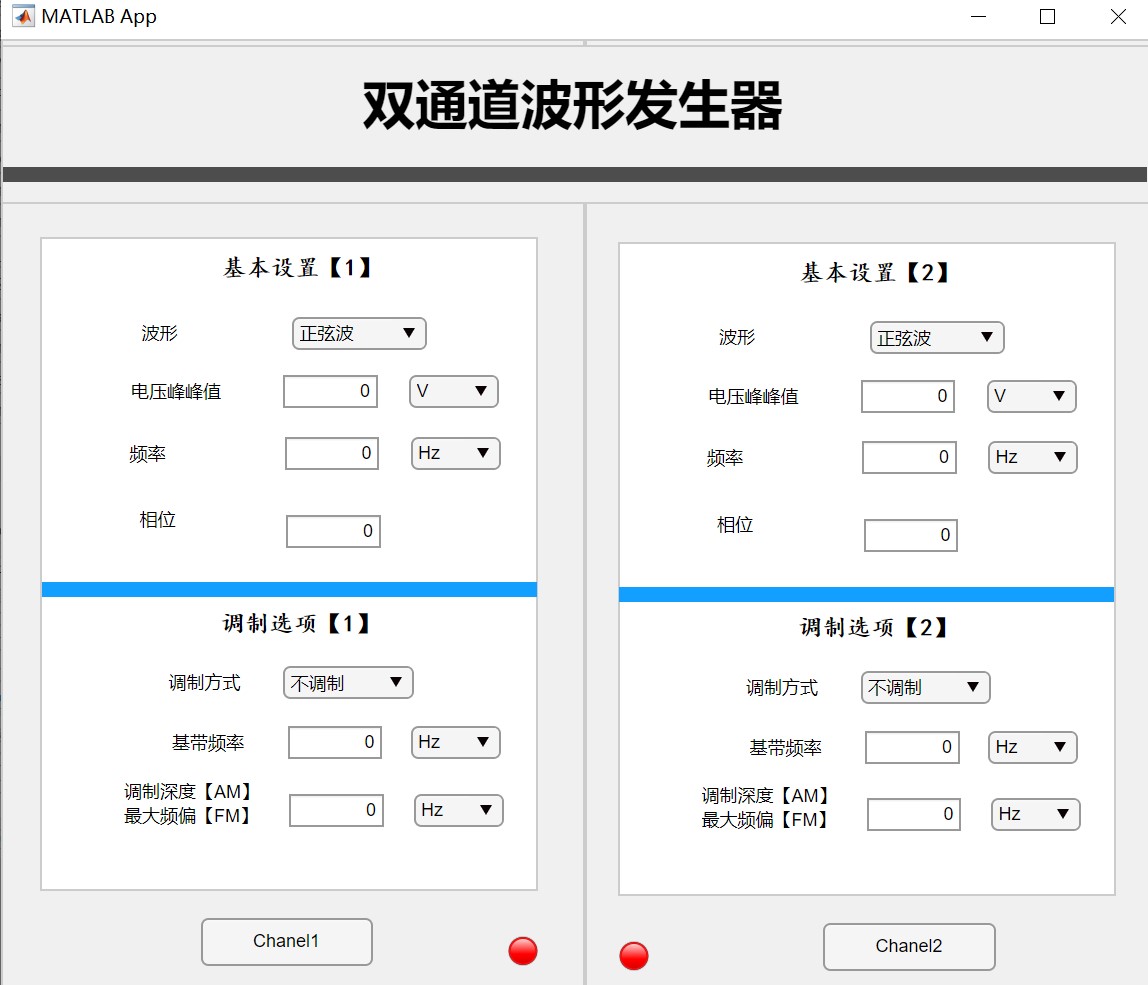 MATLAB App
双通道波形发生器
基本设置【1】
波形 正弦波
电压峰峰值 0 V
频率 0 Hz
相位 0
调制选项【1】
调制方式 不调制
基带频率 0 Hz
调制深度【AM】
最大频偏【FM】 0 Hz
Chanel1
基本设置【2】
波形 正弦波
电压峰峰值 0 V
频率 0 Hz
相位 0
调制选项【2】
调制方式 不调制
基带频率 0 Hz
调制深度【AM】
最大频偏【FM】 0 Hz
Chanel2